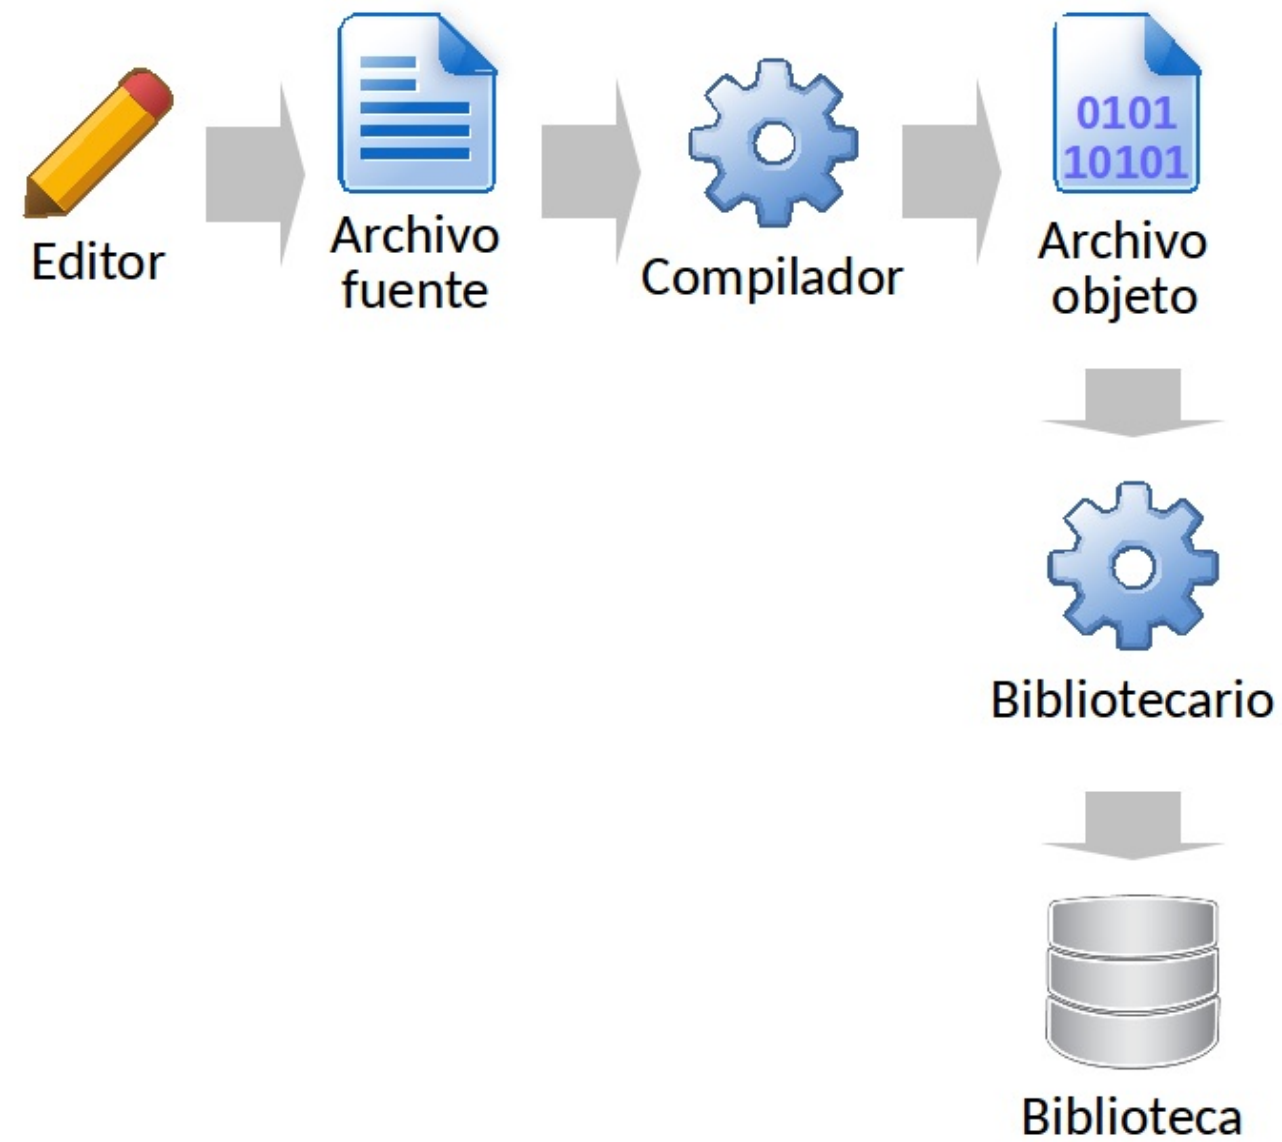 Editor
Archivo
fuente
Compilador
0101
10101
Archivo
objeto
Bibliotecario
Biblioteca